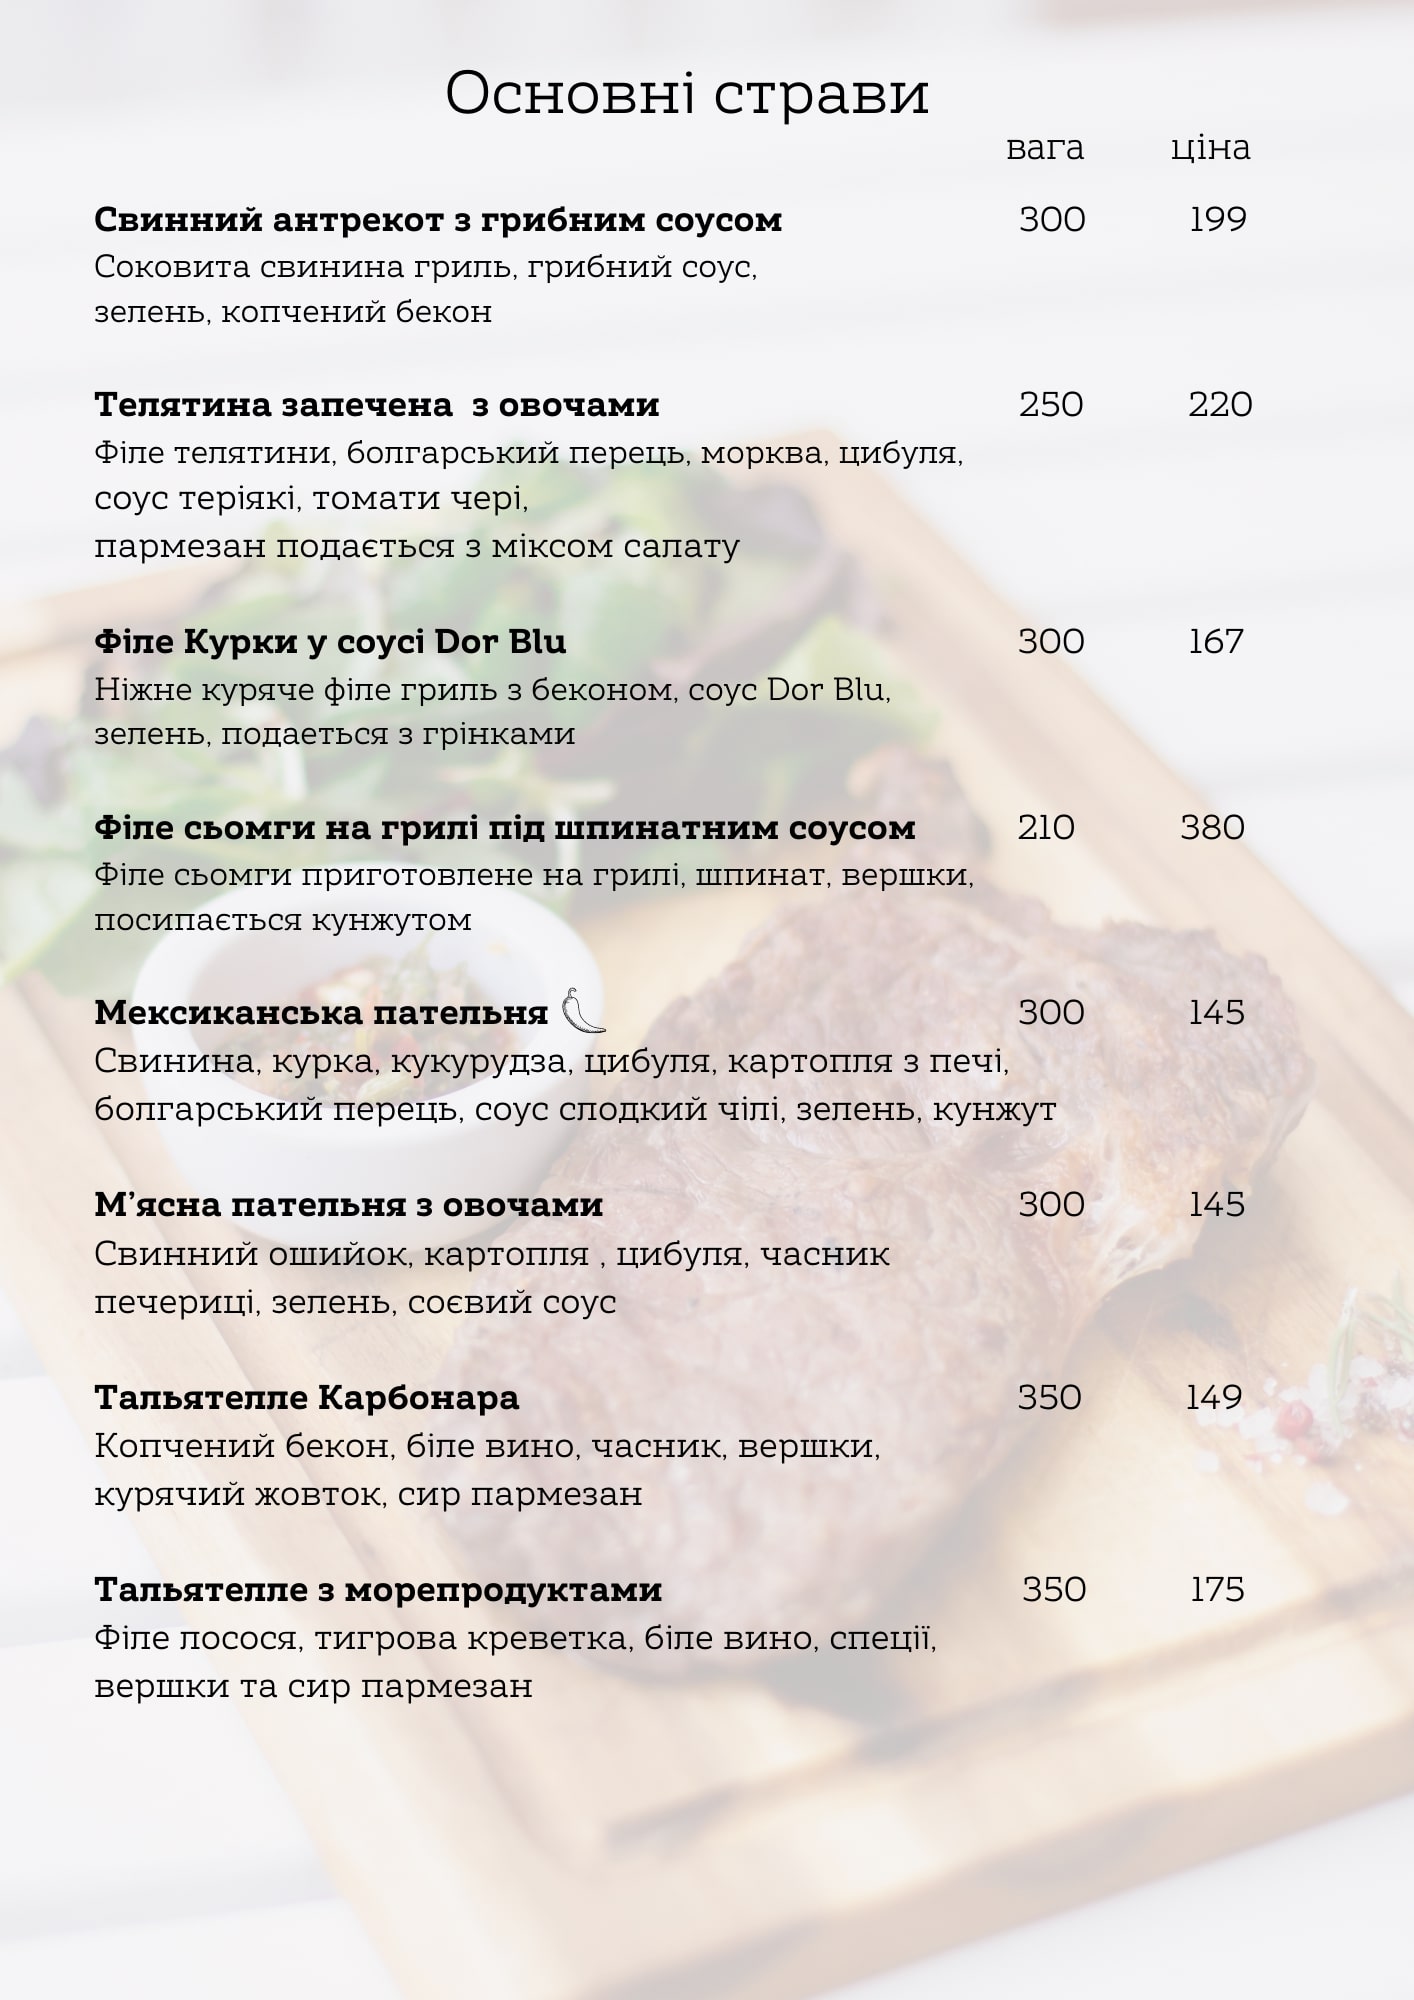 Основні страви
вага ціна
Свинний антрекот з грибним соусом 300 199
Соковита свинина гриль, грибний соус,
зелень, копчений бекон
Телятина запечена з овочами 250 220
Філе телятини, болгарський перець, морква, цибуля,
соус теріякі, томати чері,
пармезан подається з міксом салату
Філе Курки у соусі Dor Blu 300 167
Ніжне куряче філе гриль з беконом, соус Dor Blu,
зелень, подаеться з грінками
Філе сьомги на грилі під шпинатним соусом 210 380
Філе сьомги приготовлене на грилі, шпинат, вершки,
посипається кунжутом
Мексиканська пательня 300 145
Свинина, курка, кукурудза, цибуля, картопля з печі,
болгарський перець, соус слодкий чілі, зелень, кунжут
М’ясна пательня з овочами 300 145
Свинний ошийок, картопля , цибуля, часник
печериці, зелень, соєвий соус
Тальятелле Карбонара 350 149
Копчений бекон, біле вино, часник, вершки,
курячий жовток, сир пармезан
Тальятелле з морепродуктами 350 175
Філе лосося, тигрова креветка, біле вино, спеції,
вершки та сир пармезан